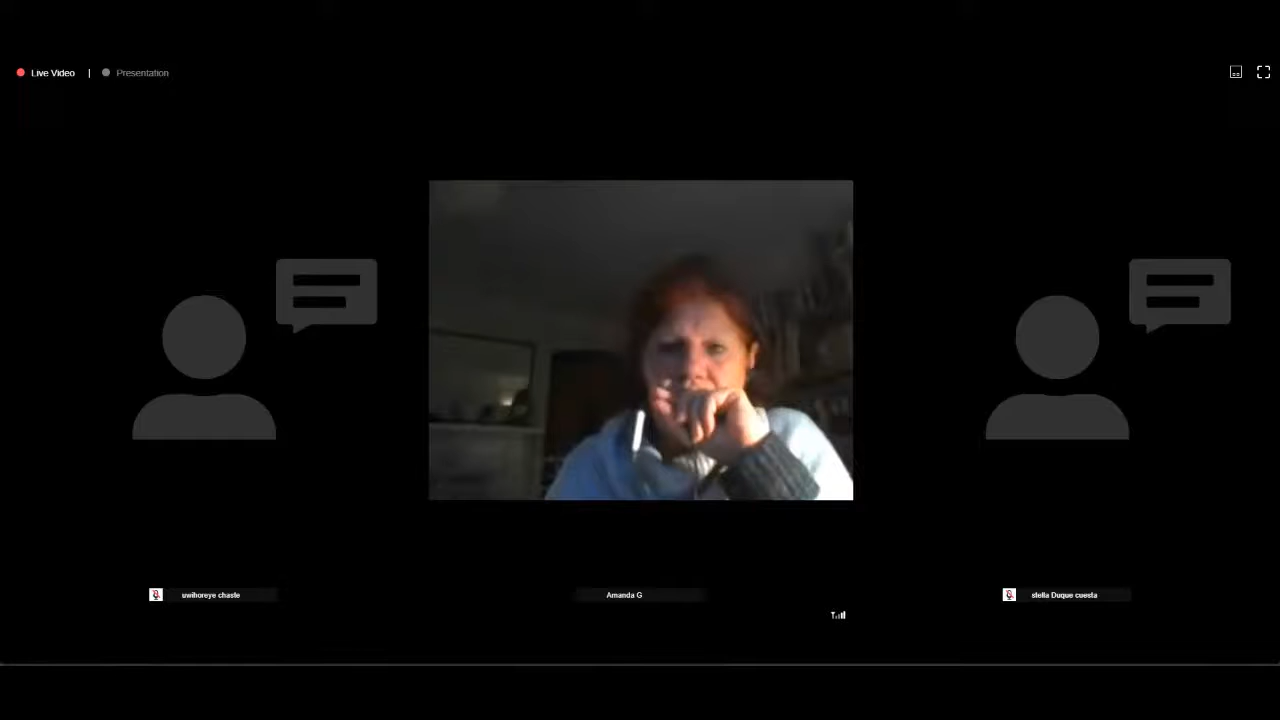 Live Video | Presentation
uwihoreye chaste
Amanda G
stella Duque cuesta